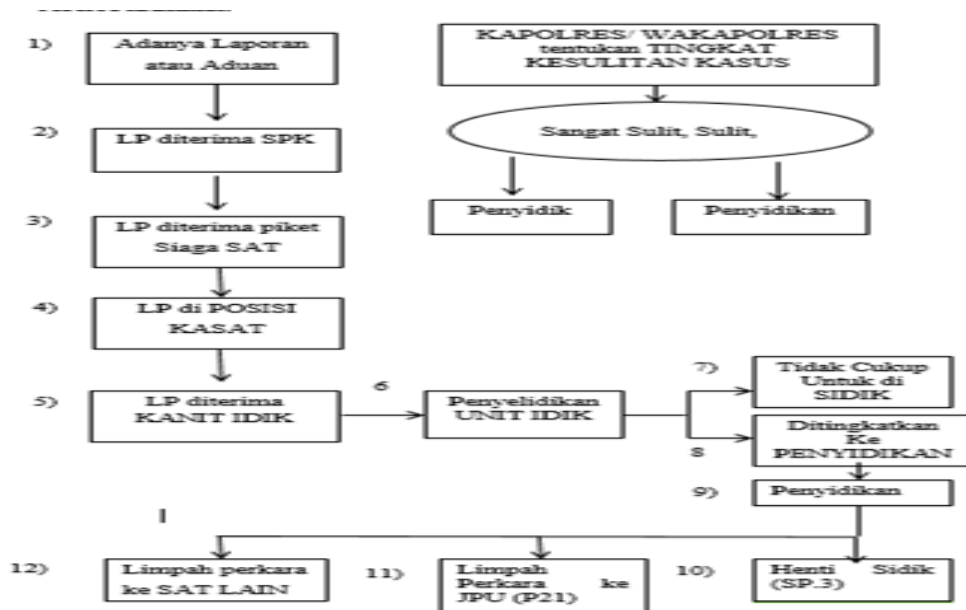 1)
Adanya Laporan
atau Aduan
KAPOLRES/ WAKAPOLRES
tentukan TINGKAT
KESULITAN KASUS
2)
LP diterima SPK
Sangat Sulit, Sulit,
3)
LP diterima piket
Siaga SAT
Penyidik
Penyidikan
4)
LP di POSISI
KASAT
5)
LP diterima
KANIT IDIK
6
Penyelidikan
UNIT IDIK
7)
Tidak Cukup
Untuk di
SIDIK
8
Ditingkatkan
Ke
PENYIDIKAN
9)
Penyidikan
12)
Limpah perkara
ke SAT LAIN
11)
Limpah
Perkara ke
JPU (P21)
10)
Henti Sidik
(SP.3)